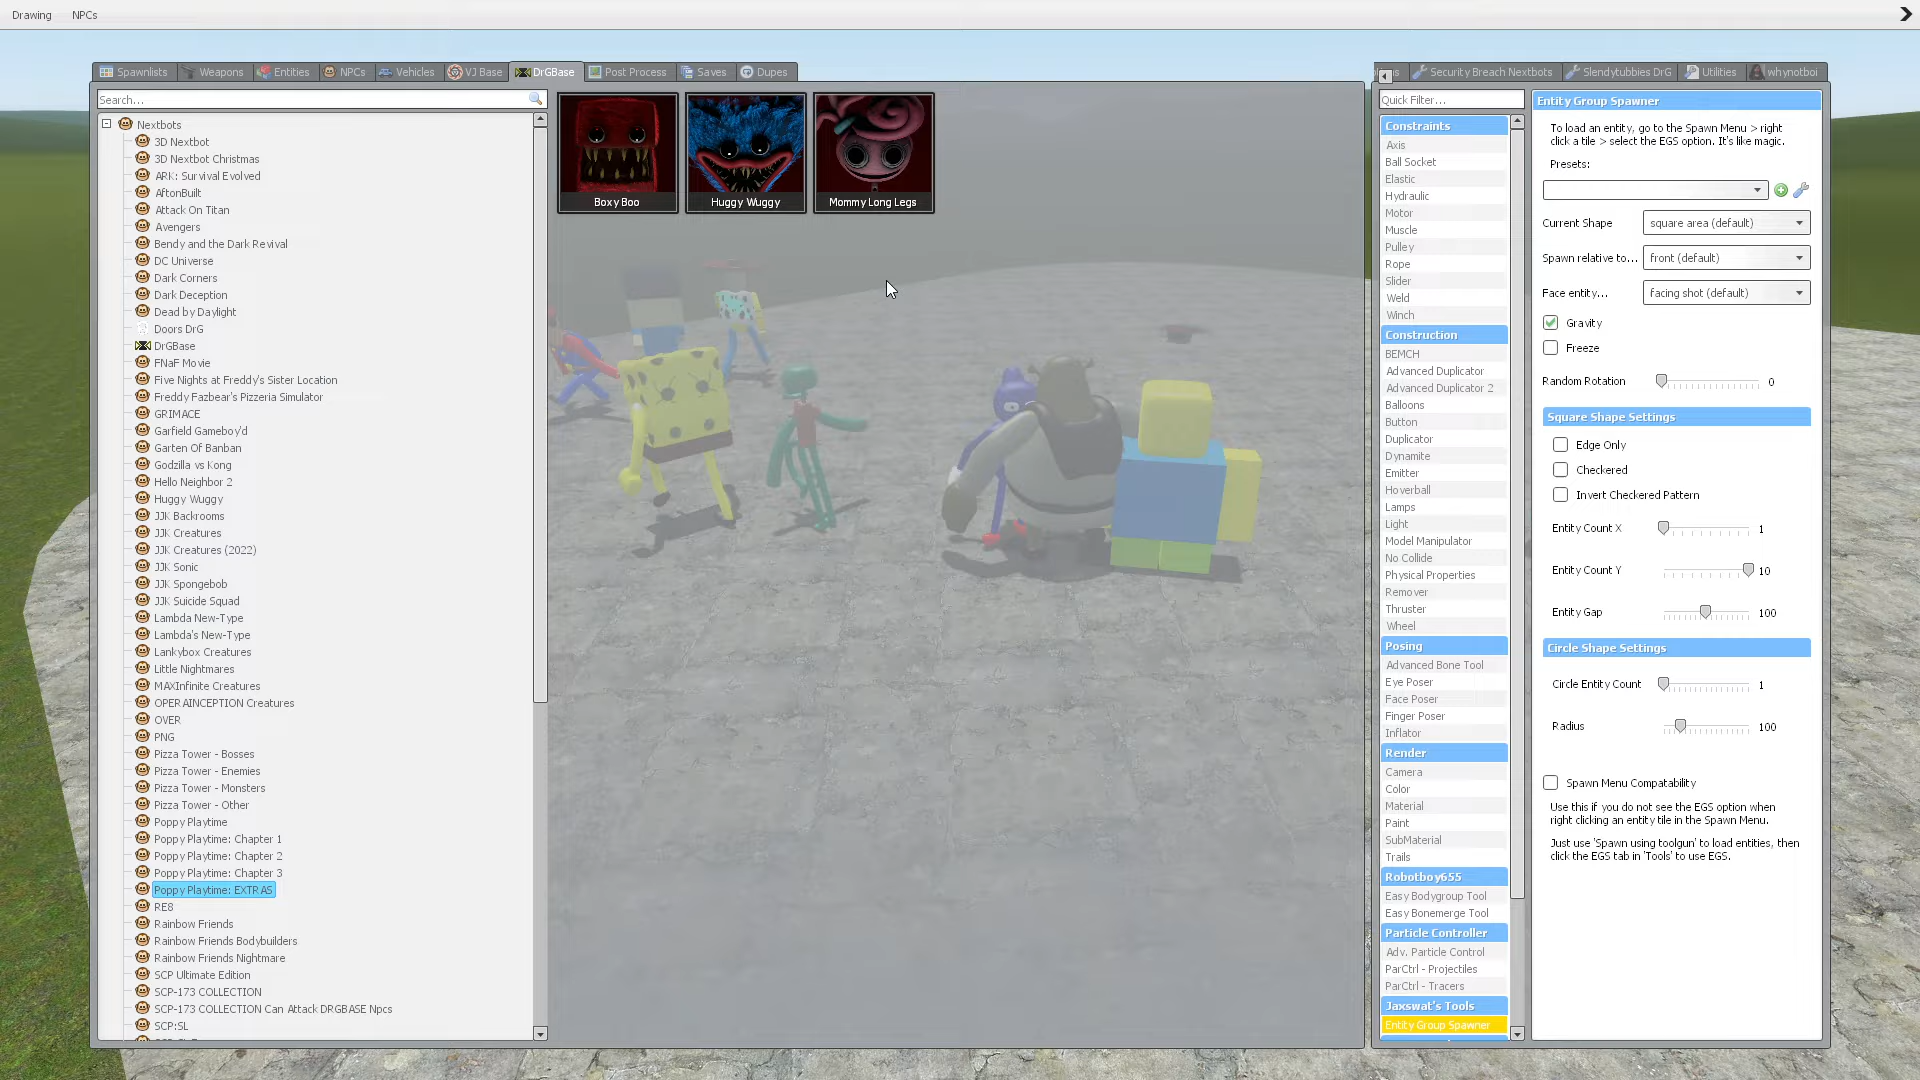 Drawing NPCs
Spawnlists Weapons Entities NPCs Vehicles VJ Base DrGBase Post Process Saves Dupes
Search...
Nextbots
3D Nextbot
3D Nextbot Christmas
ARK: Survival Evolved
AftonBuilt
Attack On Titan
Avengers
Bendy and the Dark Revival
DC Universe
Dark Corners
Dark Deception
Dead by Daylight
Doors DrG
DrGBase
FNaF Movie
Five Nights at Freddy's Sister Location
Freddy Fazbear's Pizzeria Simulator
GRIMACE
Garfield Gameboy'd
Garten Of Banban
Godzilla vs Kong
Hello Neighbor 2
Huggy Wuggy
JJK Backrooms
JJK Creatures
JJK Creatures (2022)
JJK Sonic
JJK Spongebob
JJK Suicide Squad
Lambda New-Type
Lambda's New-Type
Lankybox Creatures
Little Nightmares
MAXInfinite Creatures
OPERAINCEPTION Creatures
OVER
PNG
Pizza Tower - Bosses
Pizza Tower - Enemies
Pizza Tower - Monsters
Pizza Tower - Other
Poppy Playtime
Poppy Playtime: Chapter 1
Poppy Playtime: Chapter 2
Poppy Playtime: Chapter 3
Poppy Playtime: EXTRAS
RE8
Rainbow Friends
Rainbow Friends Bodybuilders
Rainbow Friends Nightmare
SCP Ultimate Edition
SCP-173 COLLECTION
SCP-173 COLLECTION Can Attack DRGBASE Npcs
SCP:SL
Boxy Boo Huggy Wuggy Mommy Long Legs
Security Breach Nextbots Slendytubbies DrG Utilities whynotboi
Quick Filter...
Constraints
Axis
Ball Socket
Elastic
Hydraulic
Motor
Muscle
Pulley
Rope
Slider
Weld
Winch
Construction
BEMCH
Advanced Duplicator
Advanced Duplicator 2
Balloons
Button
Duplicator
Dynamite
Emitter
Hoverball
Lamps
Light
Model Manipulator
No Collide
Physical Properties
Remover
Thruster
Wheel
Posing
Advanced Bone Tool
Eye Poser
Face Poser
Finger Poser
Inflator
Render
Camera
Color
Material
Paint
SubMaterial
Trails
Robotboy655
Easy Bodygroup Tool
Easy Bonemerge Tool
Particle Controller
Adv. Particle Control
ParCtrl - Projectiles
ParCtrl - Tracers
Jaxswat's Tools
Entity Group Spawner
Entity Group Spawner
To load an entity, go to the Spawn Menu > right
click a tile > select the EGS option. It's like magic.
Presets:
Current Shape square area (default)
Spawn relative to... front (default)
Face entity... facing shot (default)
Gravity
Freeze
Random Rotation 0
Square Shape Settings
Edge Only
Checkered
Invert Checkered Pattern
Entity Count X 1
Entity Count Y 10
Entity Gap 100
Circle Shape Settings
Circle Entity Count 1
Radius 100
Spawn Menu Compatability
Use this if you do not see the EGS option when
right clicking an entity tile in the Spawn Menu.
Just use 'Spawn using toolgun' to load entities, then
click the EGS tab in 'Tools' to use EGS.